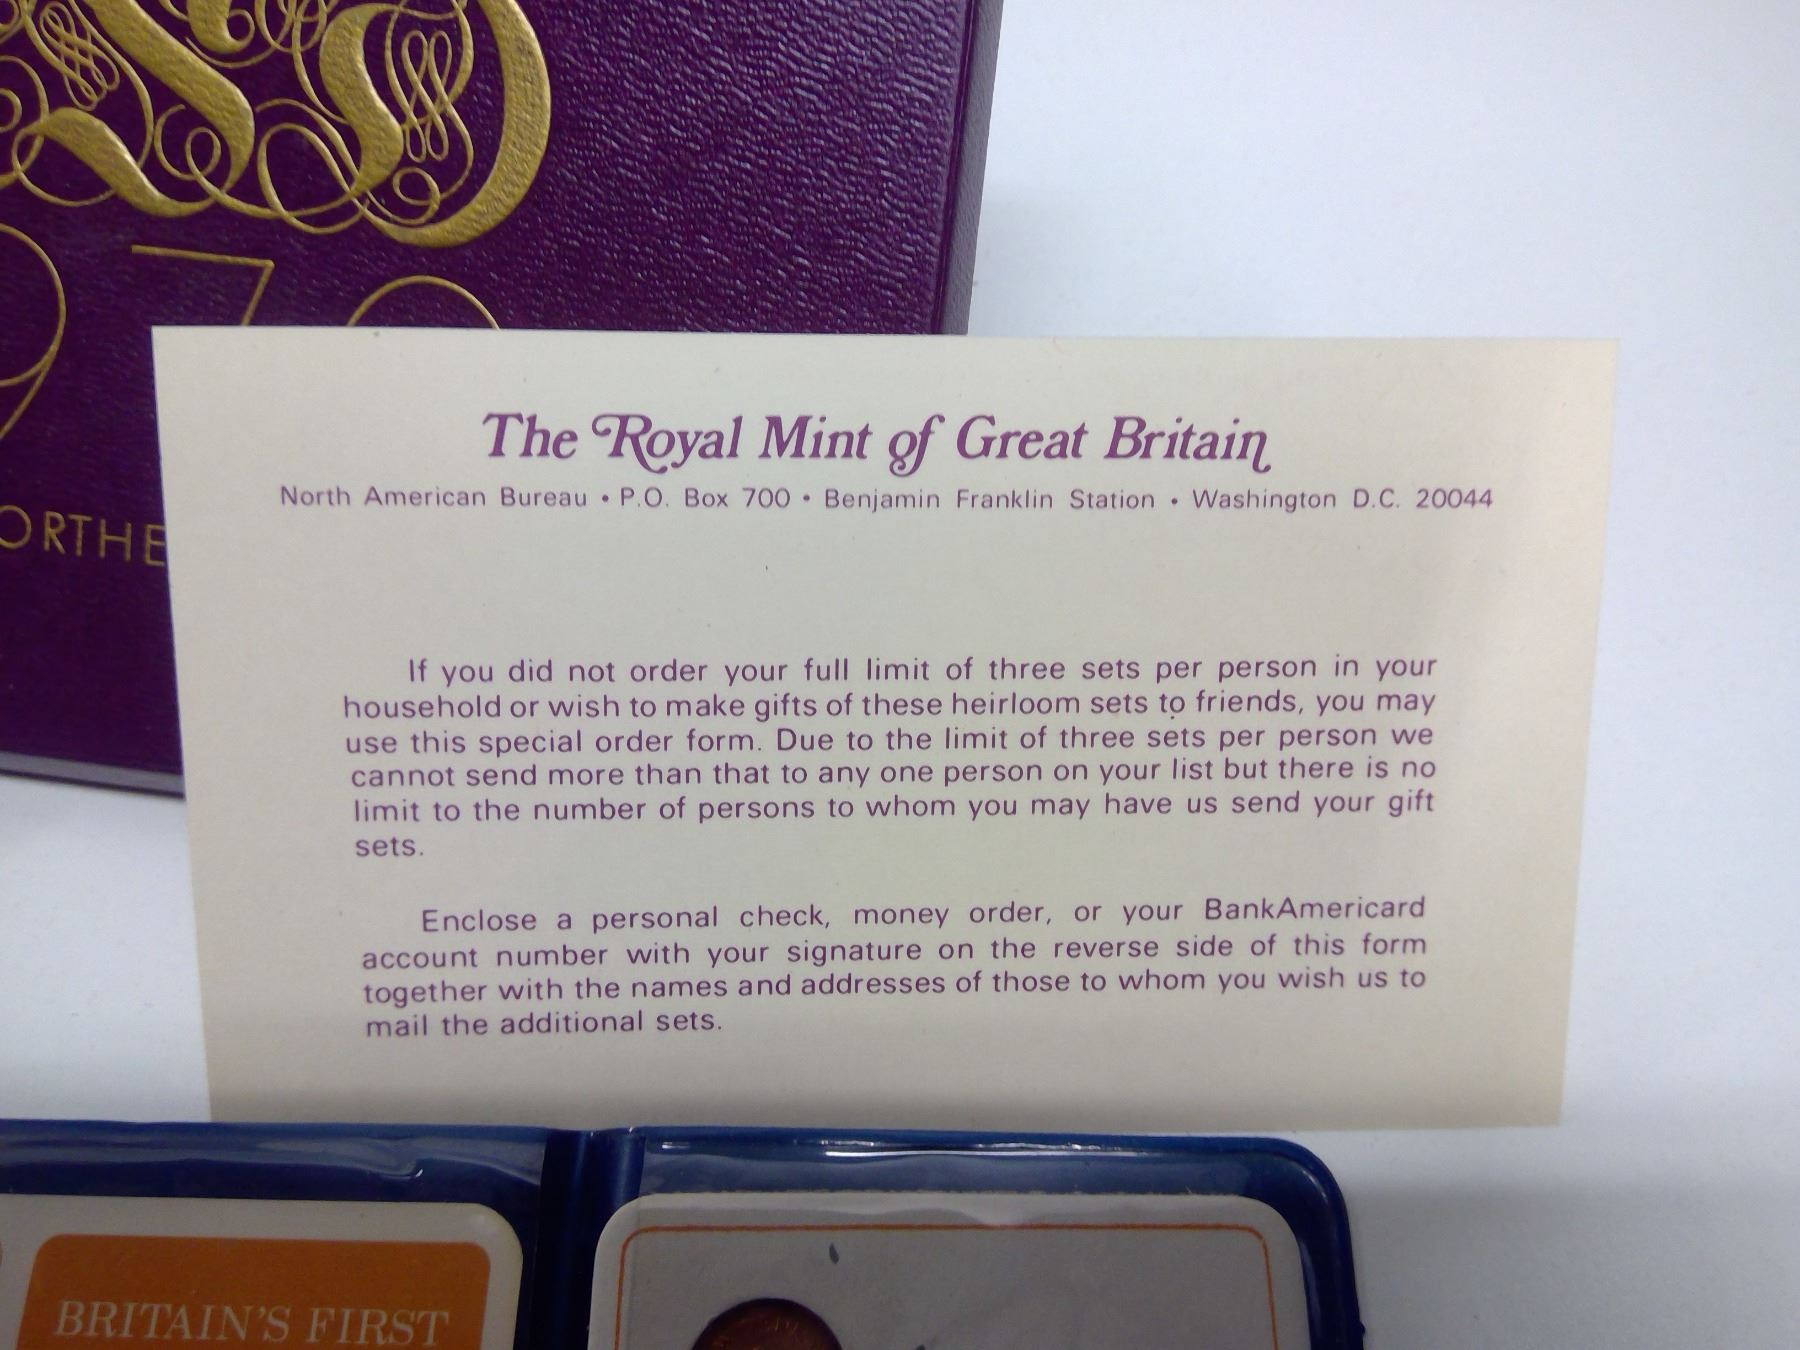 The Royal Mint of Great Britain
North American Bureau • P.O. Box 700 • Benjamin Franklin Station • Washington D.C. 20044
If you did not order your full limit of three sets per person in your
household or wish to make gifts of these heirloom sets to friends, you may
use this special order form. Due to the limit of three sets per person we
cannot send more than that to any one person on your list but there is no
limit to the number of persons to whom you may have us send your gift
sets.
Enclose a personal check, money order, or your BankAmericard
account number with your signature on the reverse side of this form
together with the names and addresses of those to whom you wish us to
mail the additional sets.
ORTHE
BRITAIN'S FIRST